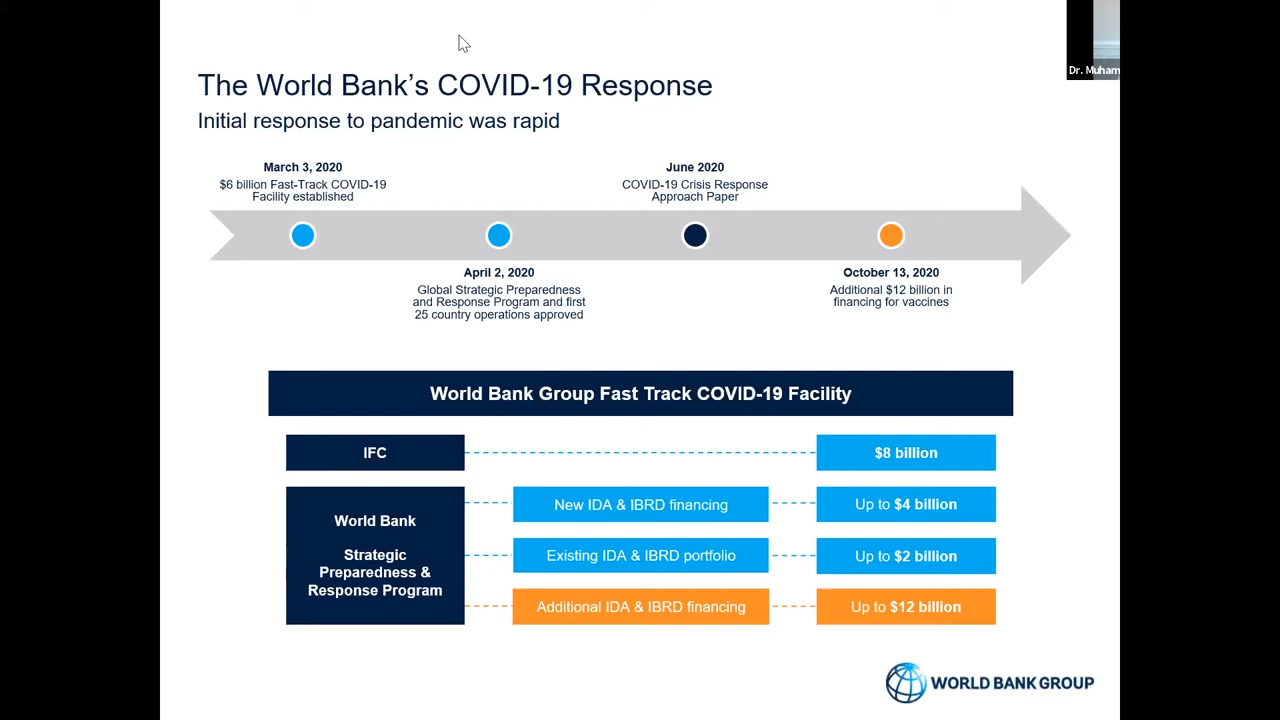 Dr. Muham
The World Bank’s COVID-19 Response
Initial response to pandemic was rapid
March 3, 2020
$6 billion Fast-Track COVID-19
Facility established
June 2020
COVID-19 Crisis Response
Approach Paper
April 2, 2020
Global Strategic Preparedness
and Response Program and first
25 country operations approved
October 13, 2020
Additional $12 billion in
financing for vaccines
World Bank Group Fast Track COVID-19 Facility
IFC
$8 billion
World Bank
Strategic
Preparedness &
Response Program
New IDA & IBRD financing
Up to $4 billion
Existing IDA & IBRD portfolio
Up to $2 billion
Additional IDA & IBRD financing
Up to $12 billion
WORLD BANK GROUP